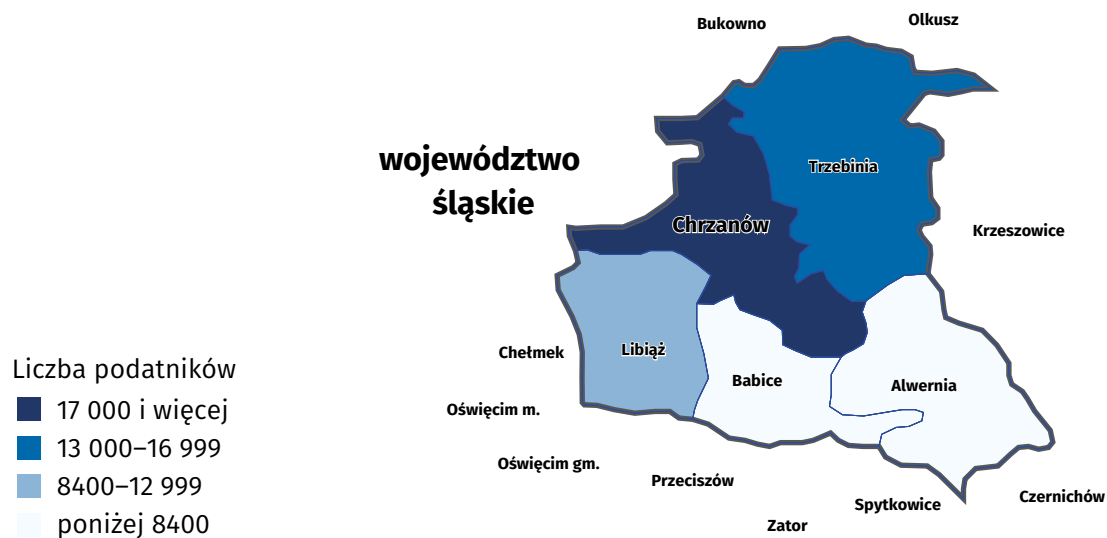 Bukowno
Olkusz
województwo
śląskie
Trzebinia
Chrzanów
Krzeszowice
Chełmek
Libiąż
Babice
Alwernia
Oświęcim m.
Oświęcim gm.
Przeciszów
Spytkowice
Czernichów
Zator
Liczba podatników
17 000 i więcej
13 000–16 999
8400–12 999
poniżej 8400